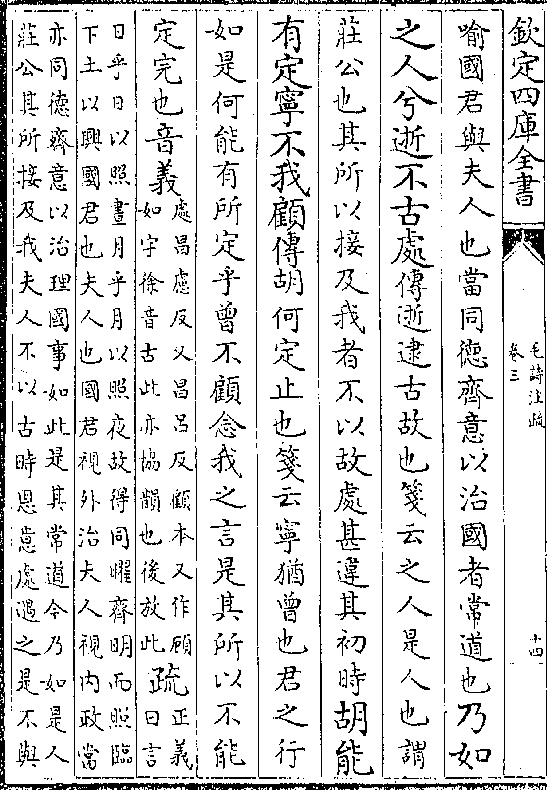 欽定四庫全書
毛詩注疏
卷三
十四
喻國君與夫人也當同德齊意以治國者常道也乃如
之人兮逝不古處傳逝逮古故也箋云之人是人也謂
莊公也其所以接及我者不以故處甚違其初時胡能
有定寧不我顧傳胡何定止也箋云寧猶曾也君之行
如是何能有所定乎曾不顧念我之言是其所以不能
定完也音義處昌慮反又昌呂反顧本又作頋
如字徐音古此亦協韻也後放此疏正義曰言
日乎日以照晝月乎月以照夜故得同曜齊明而照臨
下土以興國君也夫人也國君視外治夫人視内政當
亦同德齊意以治理國事如此是其常道今乃如是人
莊公其所接及我夫人不以古時恩意處遇之是不與